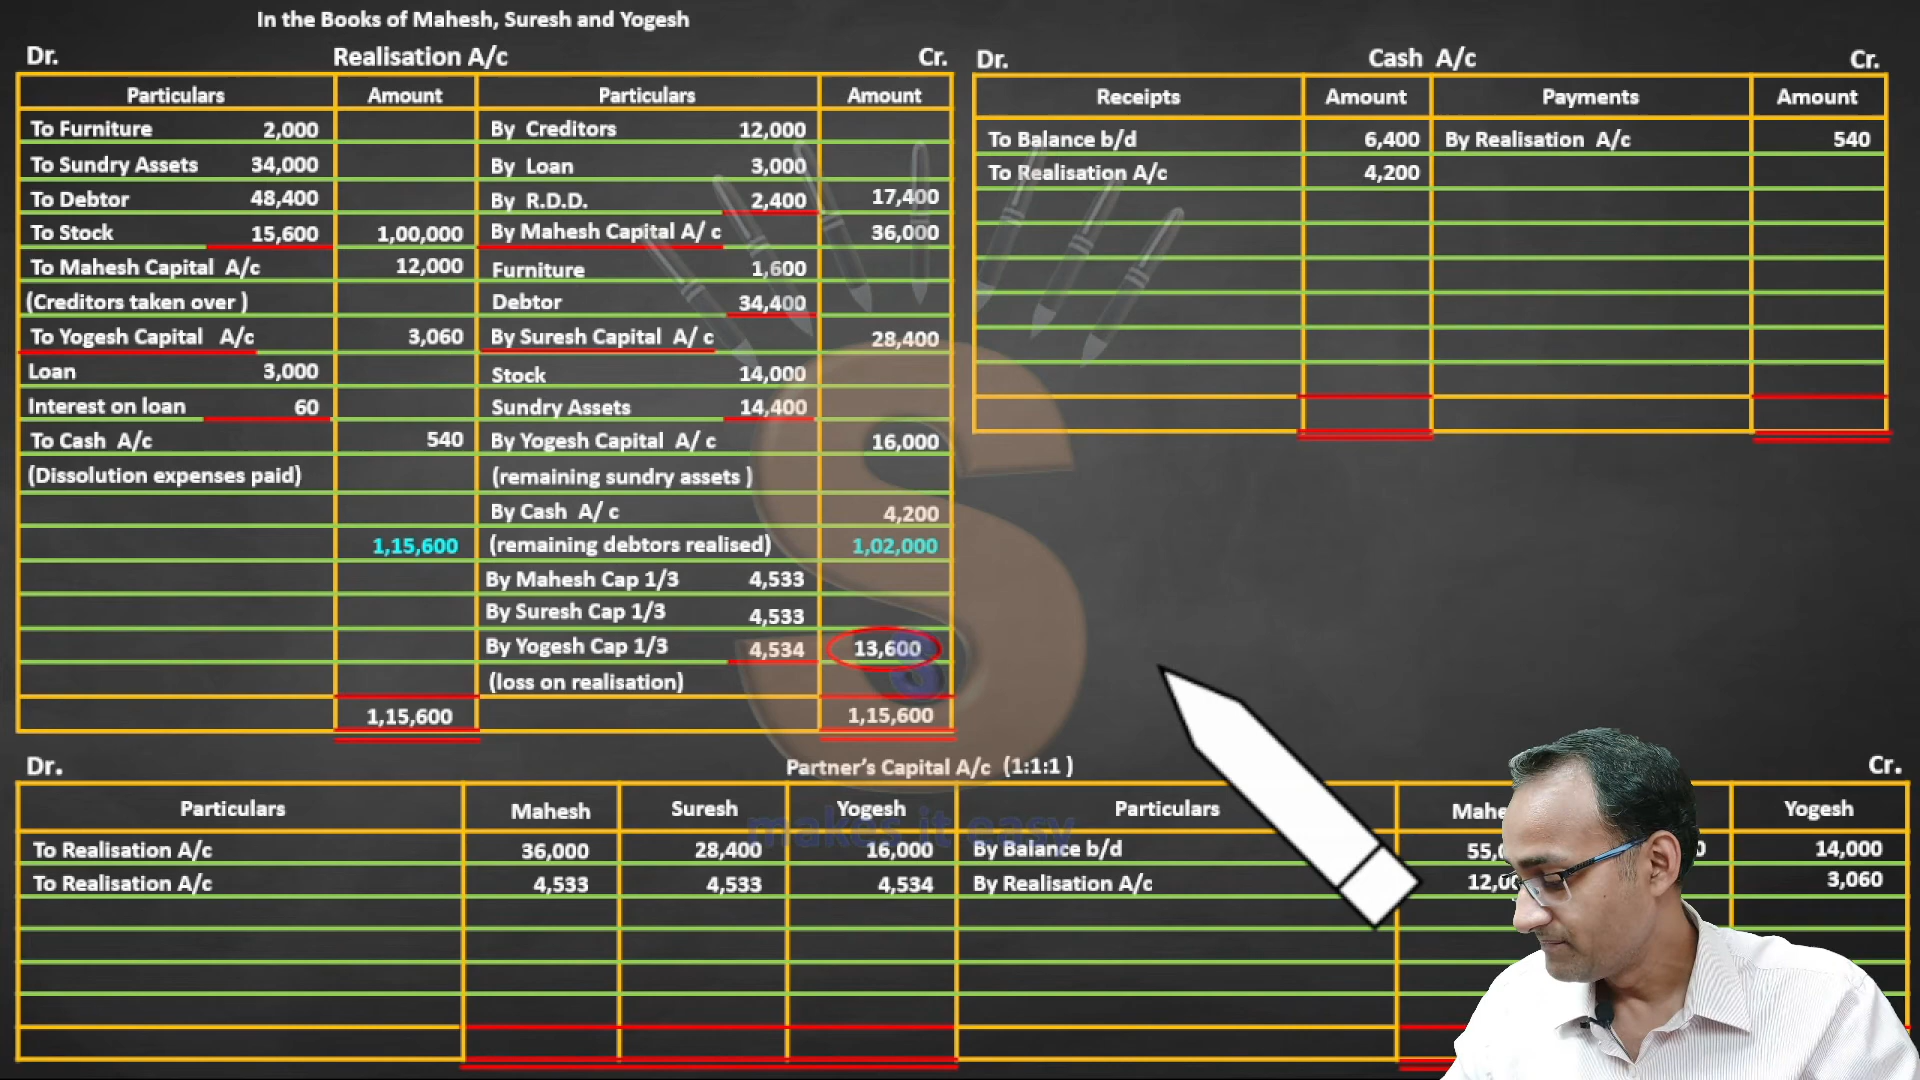 In the Books of Mahesh, Suresh and Yogesh
Dr. Realisation A/c Cr.
Particulars Amount Particulars Amount
To Furniture 2,000 By Creditors 12,000
To Sundry Assets 34,000 By Loan 3,000
To Debtor 48,400 By R.D.D. 2,400 17,400
To Stock 15,600 1,00,000 By Mahesh Capital A/ c 36,000
To Mahesh Capital A/c 12,000 Furniture 1,600
(Creditors taken over ) Debtor 34,400
To Yogesh Capital A/c 3,060 By Suresh Capital A/ c 28,400
Loan 3,000 Stock 14,000
Interest on loan 60 Sundry Assets 14,400
To Cash A/c 540 By Yogesh Capital A/ c 16,000
(Dissolution expenses paid) (remaining sundry assets )
By Cash A/ c 4,200
1,15,600 (remaining debtors realised) 1,02,000
By Mahesh Cap 1/3 4,533
By Suresh Cap 1/3 4,533
By Yogesh Cap 1/3 4,534 13,600
(loss on realisation)
1,15,600 1,15,600
Dr. Cash A/c Cr.
Receipts Amount Payments Amount
To Balance b/d 6,400 By Realisation A/c 540
To Realisation A/c 4,200
Dr. Partner’s Capital A/c (1:1:1 ) Cr.
Particulars Mahesh Suresh Yogesh Particulars Yogesh
To Realisation A/c 36,000 28,400 16,000 By Balance b/d 14,000
To Realisation A/c 4,533 4,533 4,534 By Realisation A/c 3,060
S
makes it easy